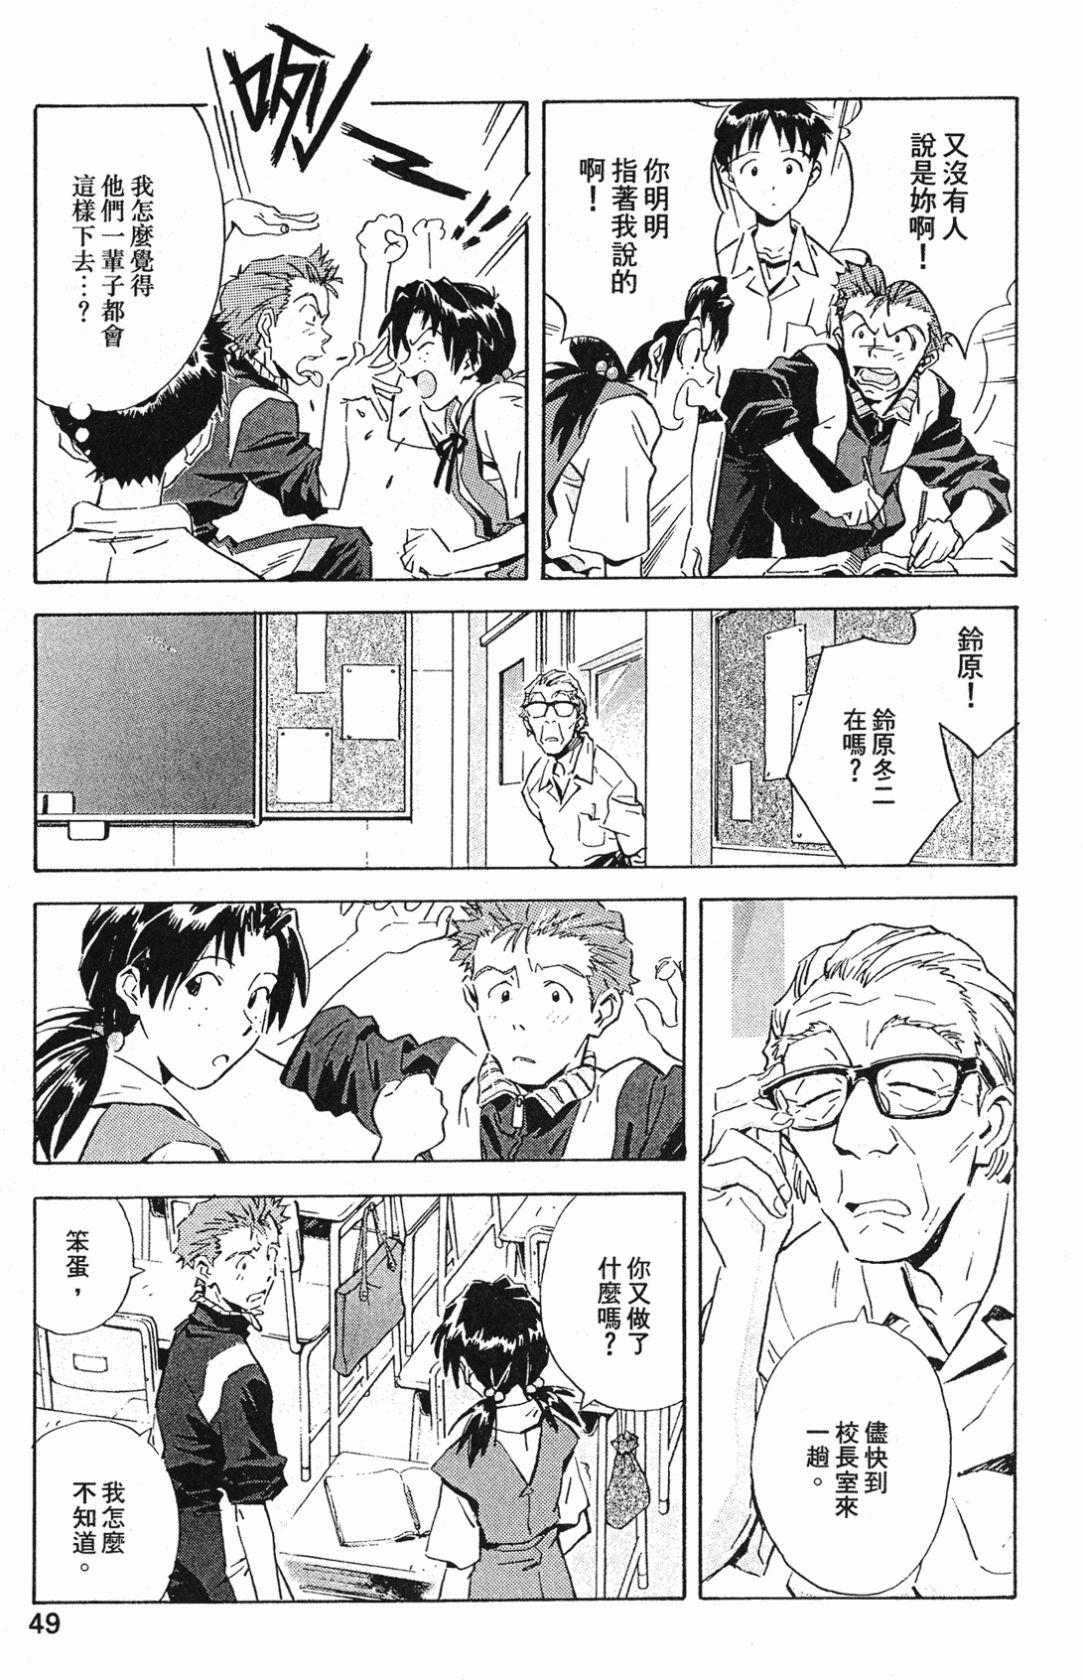 又沒有人
說是妳啊！
你明明
指著我說的
啊！
咧
我怎麼覺得
他們一輩子都會
這樣下去…？
鈴原！
鈴原冬二
在嗎？
儘快到
校長室來
一趟。
你又做了
什麼嗎？
笨蛋，
我怎麼
不知道。
49